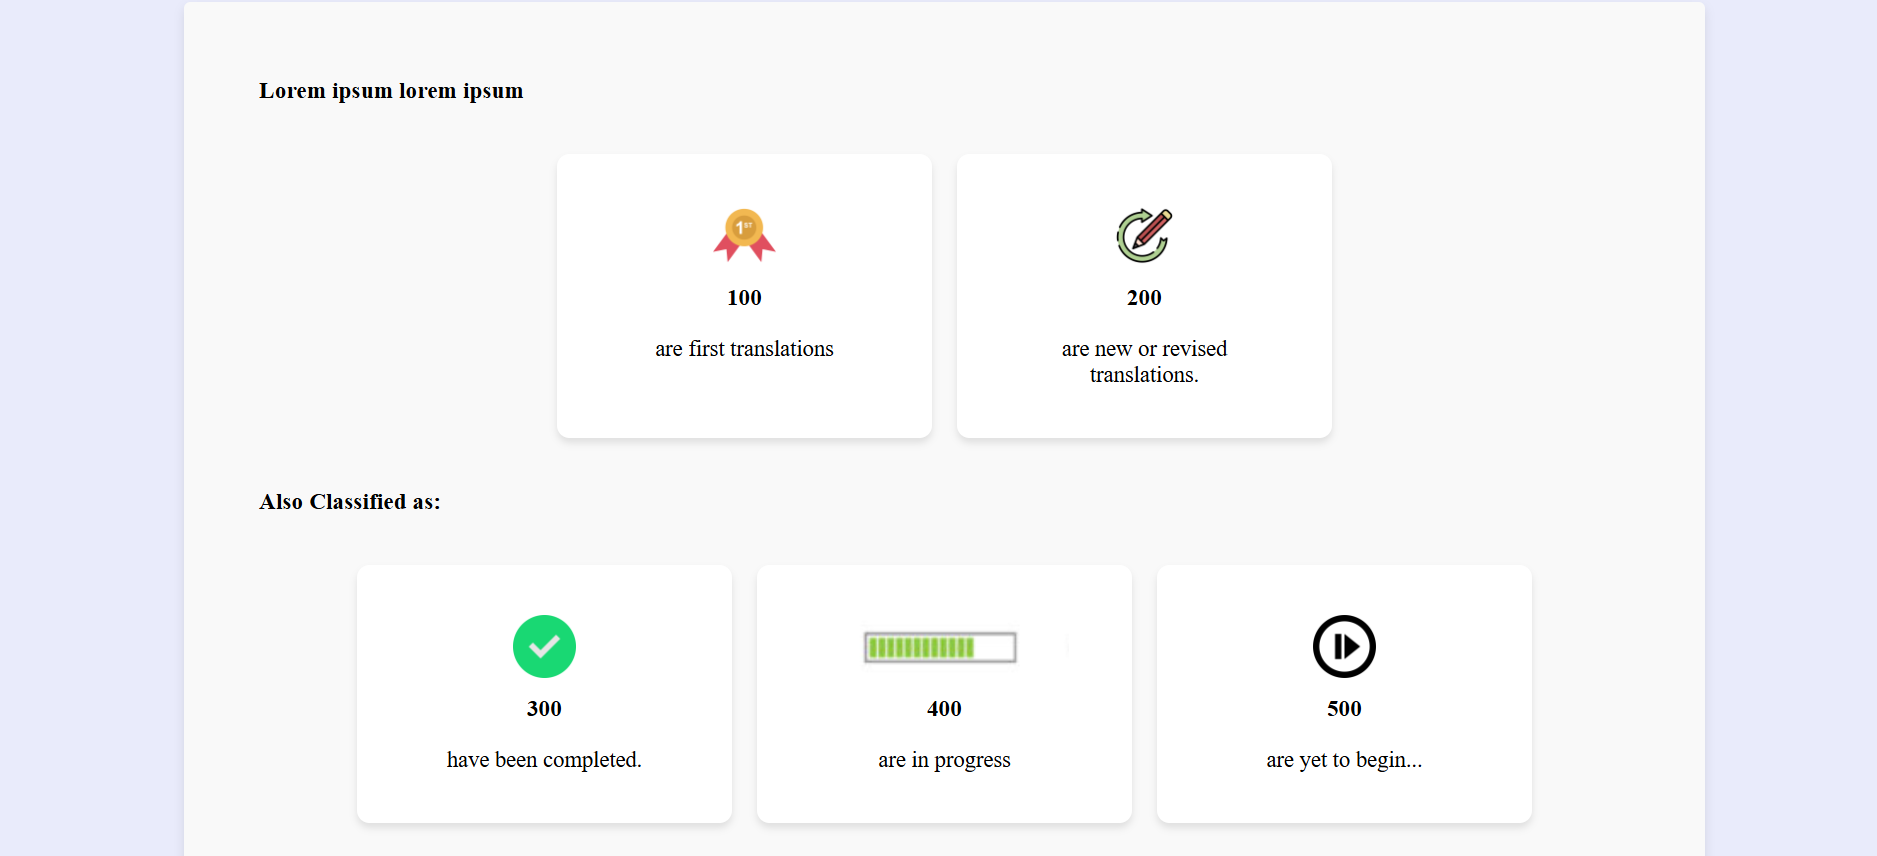 Lorem ipsum lorem ipsum
1ST
100
are first translations
200
are new or revised
translations.
Also Classified as:
300
have been completed.
400
are in progress
500
are yet to begin...